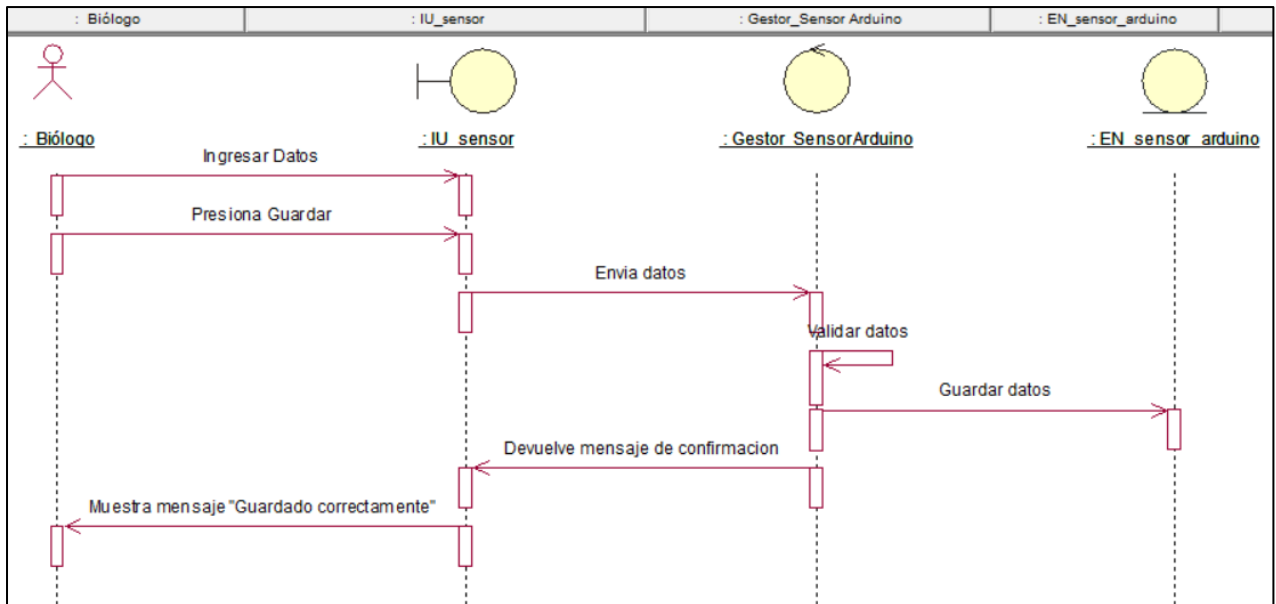 : Biólogo
: IU_sensor
: Gestor_Sensor Arduino
: EN_sensor_arduino
: Biólogo
: IU_sensor
: Gestor_SensorArduino
: EN_sensor_arduino
Ingresar Datos
Presiona Guardar
Envia datos
Validar datos
Guardar datos
Devuelve mensaje de confirmacion
Muestra mensaje "Guardado correctamente"